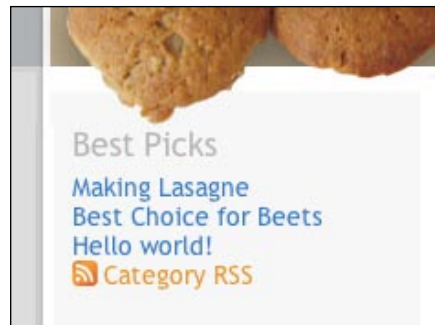 Best Picks
Making Lasagne
Best Choice for Beets
Hello world!
Category RSS